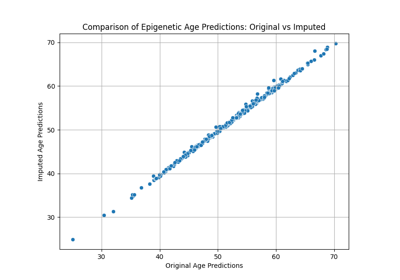 Comparison of Epigenetic Age Predictions: Original vs Imputed
Imputed Age Predictions
70
60
50
40
30
30 40 50 60 70
Original Age Predictions